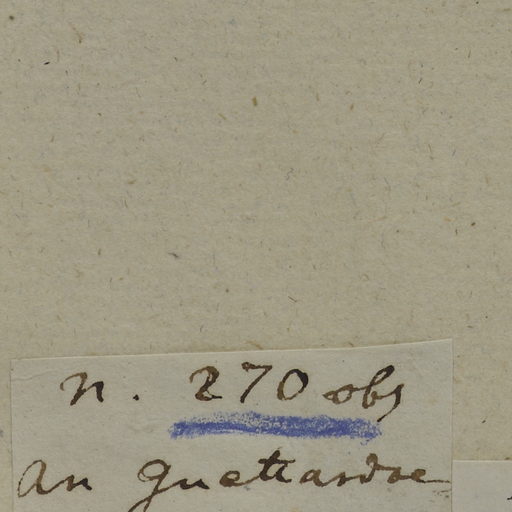 n. 270 obs
an guettardae